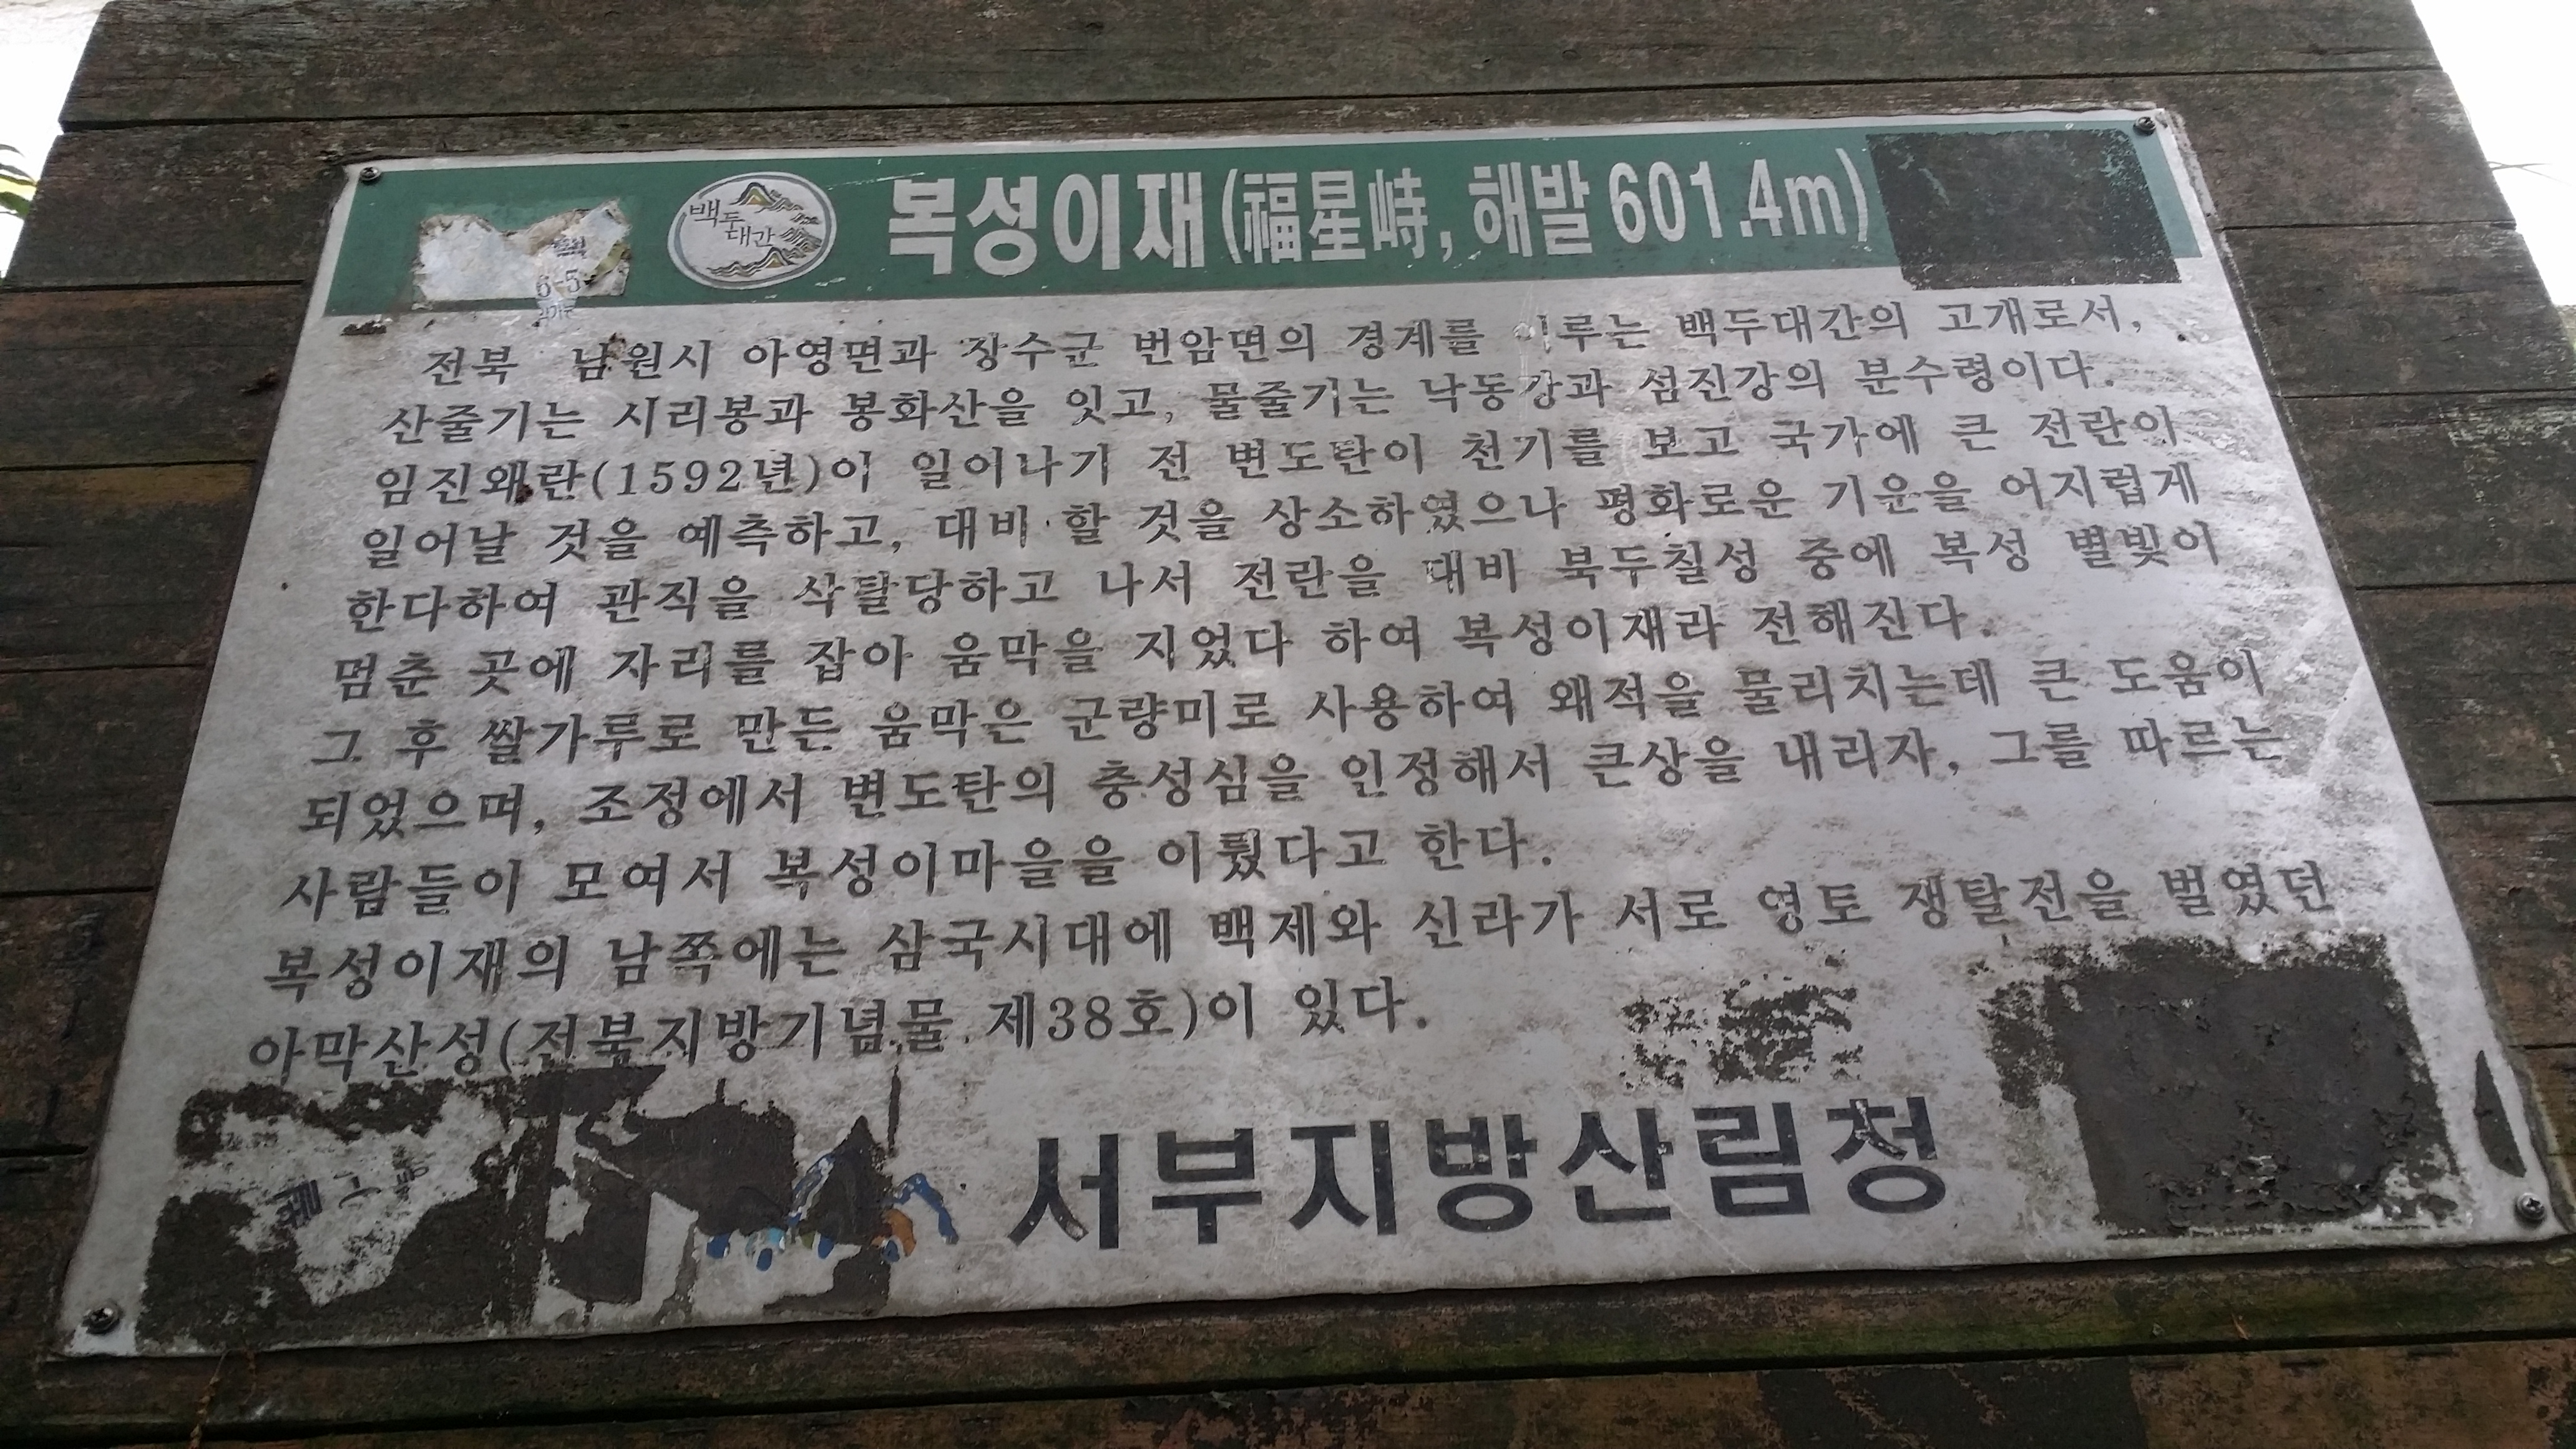 백두
대간
복성이재(福星峙, 해발 601.4m)
6-5
전북 남원시 아영면과 장수군 번암면의 경계를 이루는 백두대간의 고개로서,
산줄기는 시리봉과 봉화산을 잇고, 물줄기는 낙동강과 섬진강의 분수령이다.
임진왜란(1592년)이 일어나기 전 변도탄이 천기를 보고 국가에 큰 전란이
일어날 것을 예측하고, 대비 할 것을 상소하였으나 평화로운 기운을 어지럽게
한다하여 관직을 삭탈당하고 나서 전란을 대비 북두칠성 중에 복성 별빛이
멈춘 곳에 자리를 잡아 움막을 지었다 하여 복성이재라 전해진다.
그 후 쌀가루로 만든 움막은 군량미로 사용하여 왜적을 물리치는데 큰 도움이
되었으며, 조정에서 변도탄의 충성심을 인정해서 큰상을 내리자, 그를 따르는
사람들이 모여서 복성이마을을 이뤘다고 한다.
복성이재의 남쪽에는 삼국시대에 백제와 신라가 서로 영토 쟁탈전을 벌였던
아막산성(전북지방기념물 제38호)이 있다.
서부지방산림청